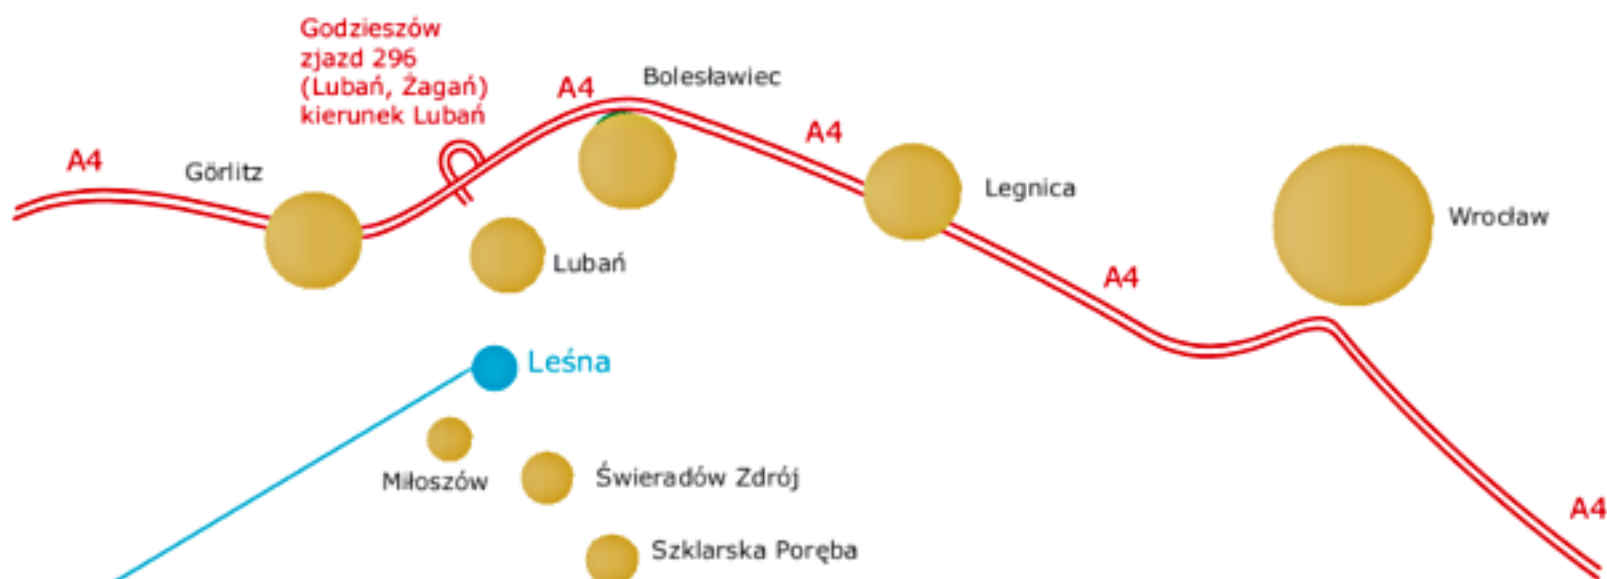 Godzieszów
zjazd 296
(Lubań, Żagań)
kierunek Lubań
A4
Bolesławiec
A4
A4
Görlitz
Legnica
Wrocław
Lubań
A4
Leśna
Miłoszów
Świeradów Zdrój
A4
Szklarska Poręba